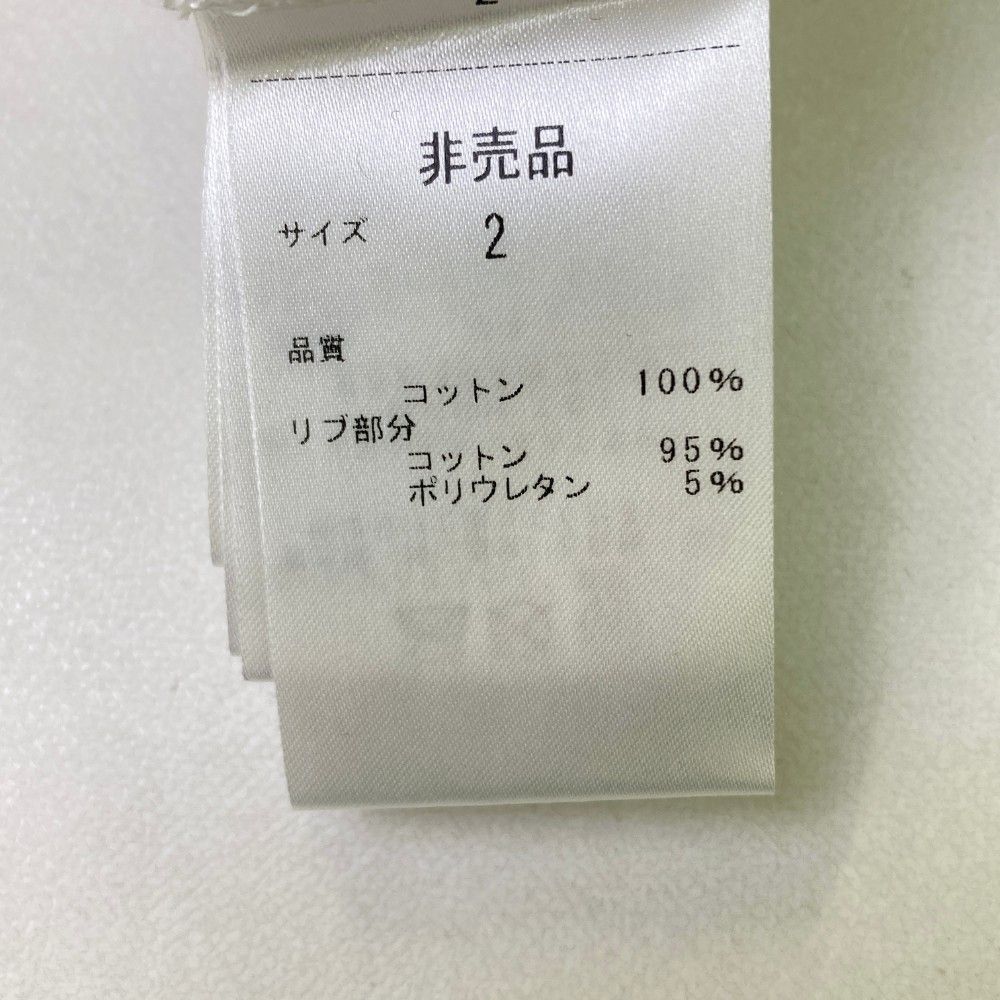 非売品
サイズ 2
品質
コットン 100%
リブ部分
コットン 95%
ポリウレタン 5%